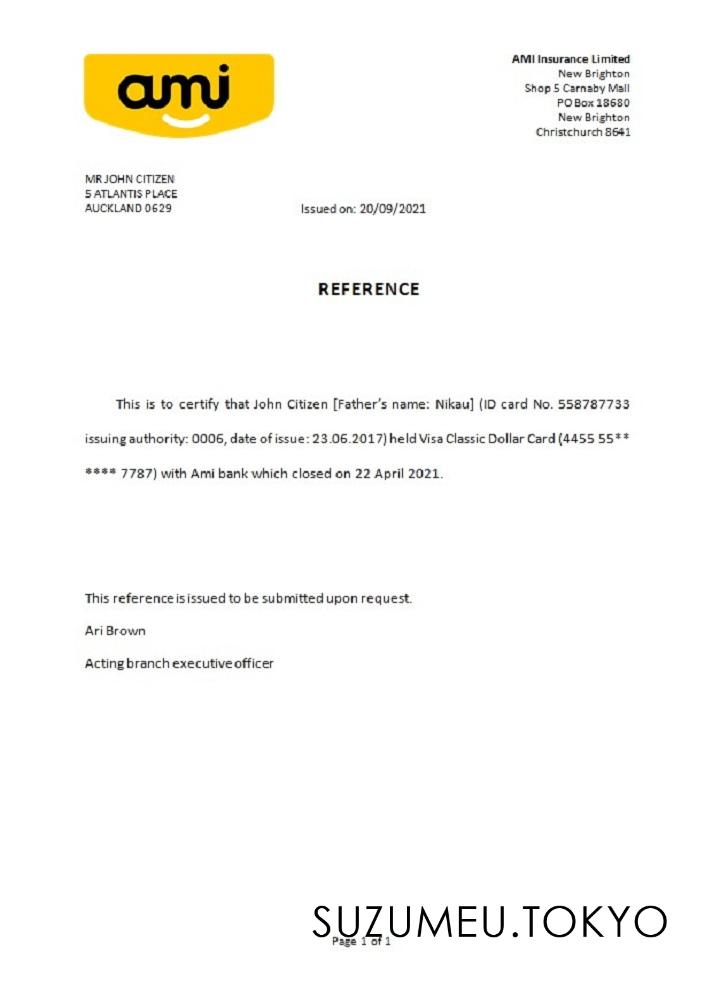 ami
AMI Insurance Limited
New Brighton
Shop 5 Carnaby Mall
PO Box 18680
New Brighton
Christchurch 8641
MR JOHN CITIZEN
5 ATLANTIS PLACE
AUCKLAND 0629
Issued on: 20/09/2021
REFERENCE
This is to certify that John Citizen [Father's name: Nikau] (ID card No. 558787733
issuing authority: 0006, date of issue: 23.06.2017) held Visa Classic Dollar Card (4455 55**
**** 7787) with Ami bank which closed on 22 April 2021.
This reference is issued to be submitted upon request.
Ari Brown
Acting branch executive officer
SUZUMEU.TOKYO
Page 1 of 1